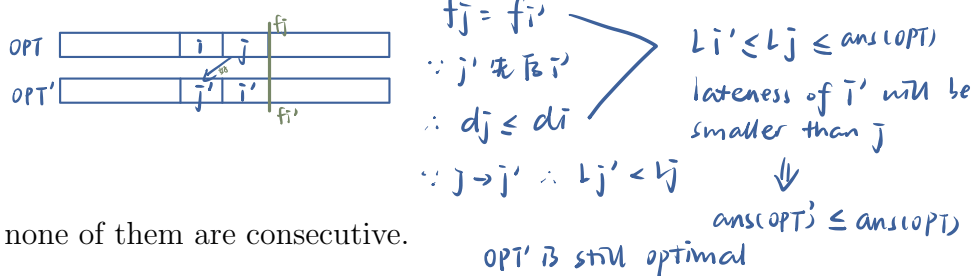 OPT i j fj
OPT' j' i' fi'
fj = fi'
∵ j' 先 后 i'
∴ dj ≤ di
∵ j → j' ∴ Lj' < Lj
Li' ≤ Lj ≤ ans(OPT)
lateness of i' will be
smaller than j
⇓
ans(OPT') ≤ ans(OPT)
none of them are consecutive.
OPT' is still optimal